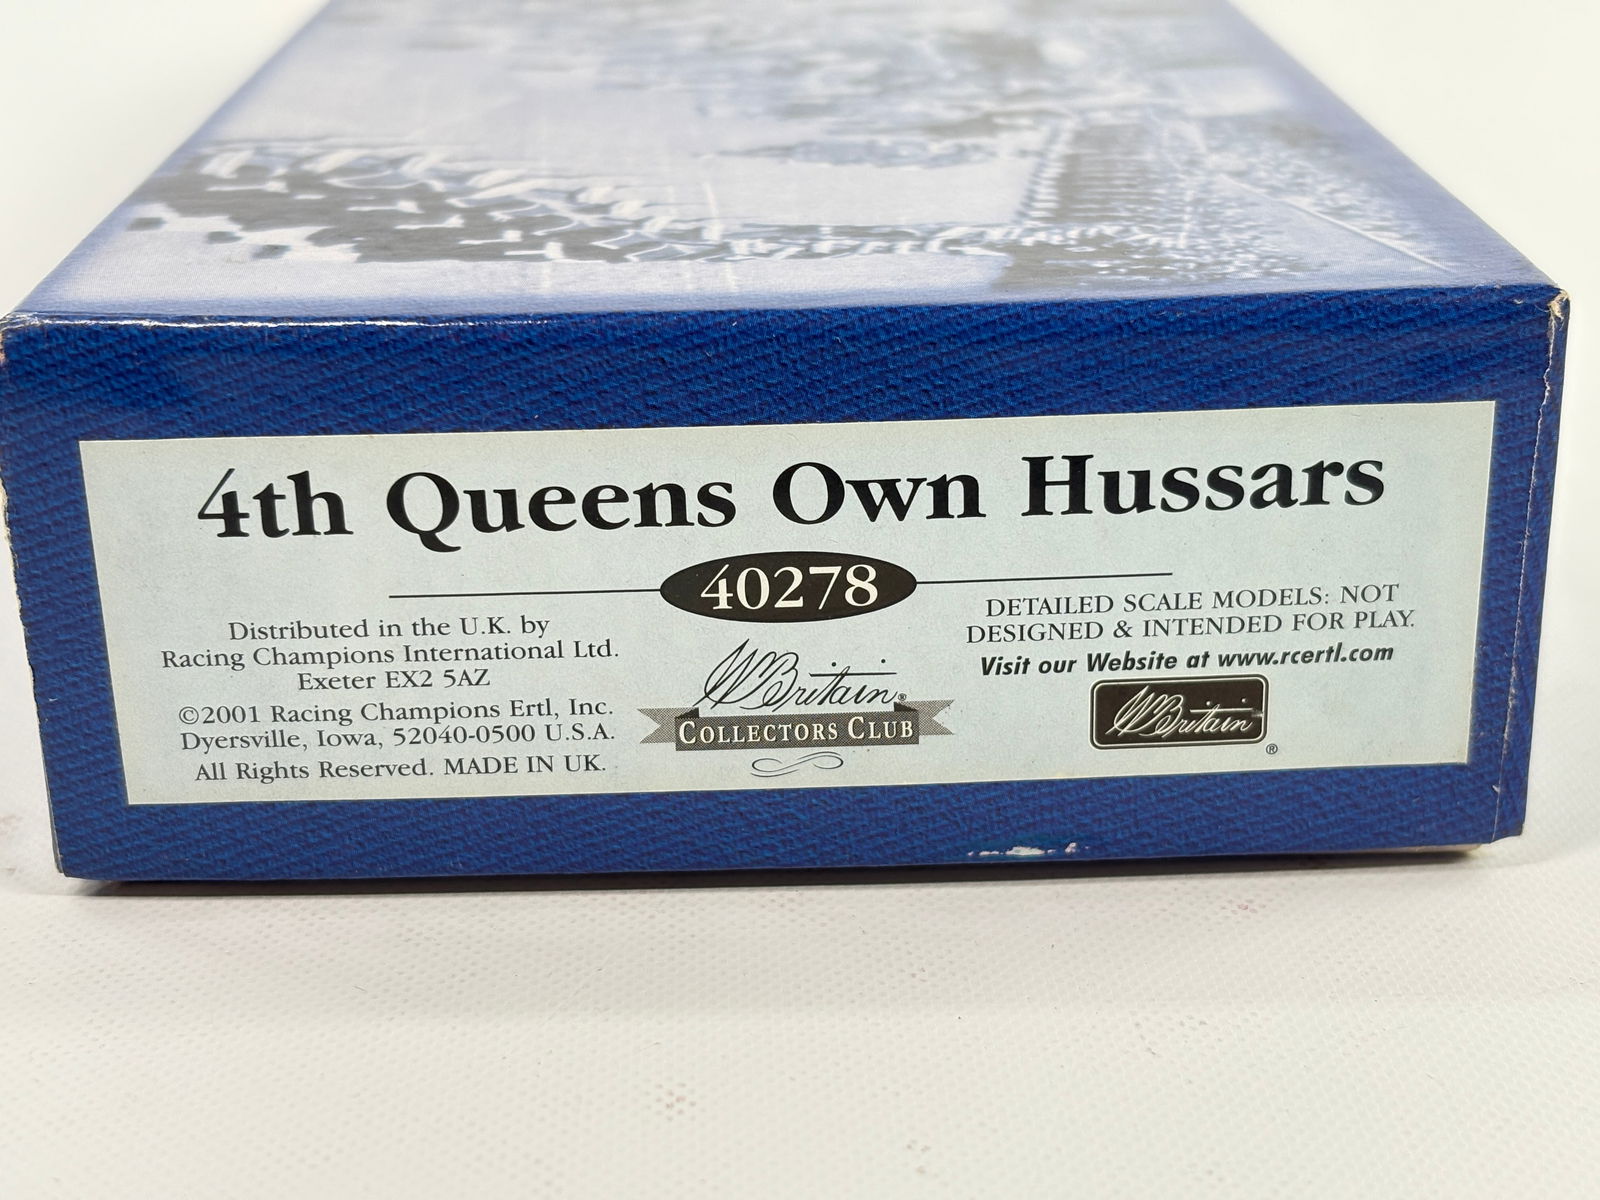 4th Queens Own Hussars
40278
Distributed in the U.K. by
Racing Champions International Ltd.
Exeter EX2 5AZ
©2001 Racing Champions Ertl, Inc.
Dyersville, Iowa, 52040-0500 U.S.A.
All Rights Reserved. MADE IN UK.
W Britain®
COLLECTORS CLUB
DETAILED SCALE MODELS: NOT
DESIGNED & INTENDED FOR PLAY.
Visit our Website at www.rcertl.com
W Britain
®